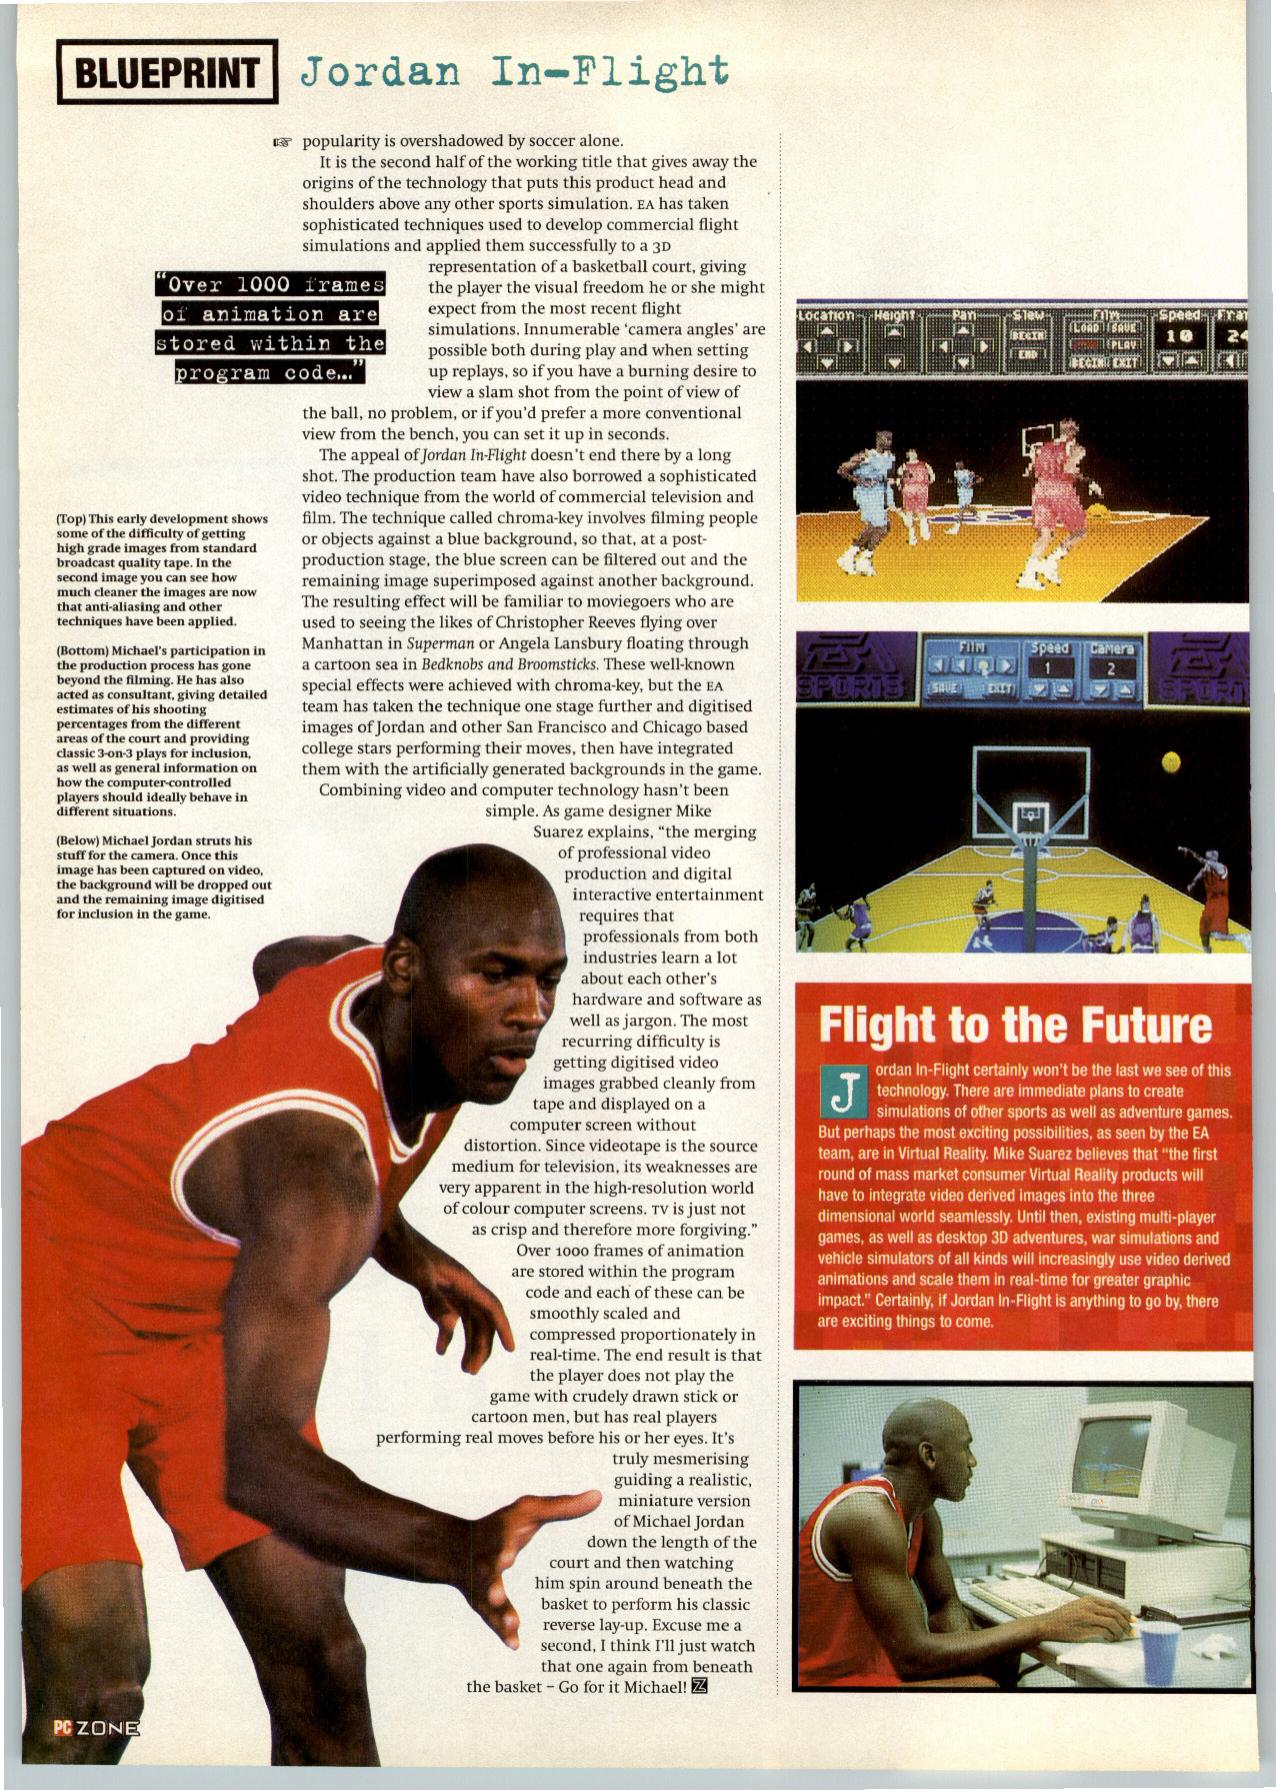 BLUEPRINT
Jordan In-Flight
☞ popularity is overshadowed by soccer alone.
It is the second half of the working title that gives away the
origins of the technology that puts this product head and
shoulders above any other sports simulation. EA has taken
sophisticated techniques used to develop commercial flight
simulations and applied them successfully to a 3D
representation of a basketball court, giving
the player the visual freedom he or she might
expect from the most recent flight
simulations. Innumerable ‘camera angles’ are
possible both during play and when setting
up replays, so if you have a burning desire to
view a slam shot from the point of view of
the ball, no problem, or if you’d prefer a more conventional
view from the bench, you can set it up in seconds.
The appeal of Jordan In-Flight doesn’t end there by a long
shot. The production team have also borrowed a sophisticated
video technique from the world of commercial television and
film. The technique called chroma-key involves filming people
or objects against a blue background, so that, at a post-
production stage, the blue screen can be filtered out and the
remaining image superimposed against another background.
The resulting effect will be familiar to moviegoers who are
used to seeing the likes of Christopher Reeves flying over
Manhattan in Superman or Angela Lansbury floating through
a cartoon sea in Bedknobs and Broomsticks. These well-known
special effects were achieved with chroma-key, but the EA
team has taken the technique one stage further and digitised
images of Jordan and other San Francisco and Chicago based
college stars performing their moves, then have integrated
them with the artificially generated backgrounds in the game.
Combining video and computer technology hasn’t been
simple. As game designer Mike
Suarez explains, “the merging
of professional video
production and digital
interactive entertainment
requires that
professionals from both
industries learn a lot
about each other’s
hardware and software as
well as jargon. The most
recurring difficulty is
getting digitised video
images grabbed cleanly from
tape and displayed on a
computer screen without
distortion. Since videotape is the source
medium for television, its weaknesses are
very apparent in the high-resolution world
of colour computer screens. TV is just not
as crisp and therefore more forgiving.”
Over 1000 frames of animation
are stored within the program
code and each of these can be
smoothly scaled and
compressed proportionately in
real-time. The end result is that
the player does not play the
game with crudely drawn stick or
cartoon men, but has real players
performing real moves before his or her eyes. It’s
truly mesmerising
guiding a realistic,
miniature version
of Michael Jordan
down the length of the
court and then watching
him spin around beneath the
basket to perform his classic
reverse lay-up. Excuse me a
second, I think I’ll just watch
that one again from beneath
the basket – Go for it Michael! Z
“Over 1000 frames
of animation are
stored within the
program code...”
(Top) This early development shows
some of the difficulty of getting
high grade images from standard
broadcast quality tape. In the
second image you can see how
much cleaner the images are now
that anti-aliasing and other
techniques have been applied.
(Bottom) Michael’s participation in
the production process has gone
beyond the filming. He has also
acted as consultant, giving detailed
estimates of his shooting
percentages from the different
areas of the court and providing
classic 3-on-3 plays for inclusion,
as well as general information on
how the computer-controlled
players should ideally behave in
different situations.
(Below) Michael Jordan struts his
stuff for the camera. Once this
image has been captured on video,
the background will be dropped out
and the remaining image digitised
for inclusion in the game.
Location Height Pan Slew Film Speed Fra
BEGIN LOAD SAVE 10 24
END PLAY
BEGIN EXIT
EA SPORTS
Film Speed Camera
1 2
SAVE EXIT
Flight to the Future
Jordan In-Flight certainly won’t be the last we see of this
technology. There are immediate plans to create
simulations of other sports as well as adventure games.
But perhaps the most exciting possibilities, as seen by the EA
team, are in Virtual Reality. Mike Suarez believes that “the first
round of mass market consumer Virtual Reality products will
have to integrate video derived images into the three
dimensional world seamlessly. Until then, existing multi-player
games, as well as desktop 3D adventures, war simulations and
vehicle simulators of all kinds will increasingly use video derived
animations and scale them in real-time for greater graphic
impact.” Certainly, if Jordan In-Flight is anything to go by, there
are exciting things to come.
PC ZONE